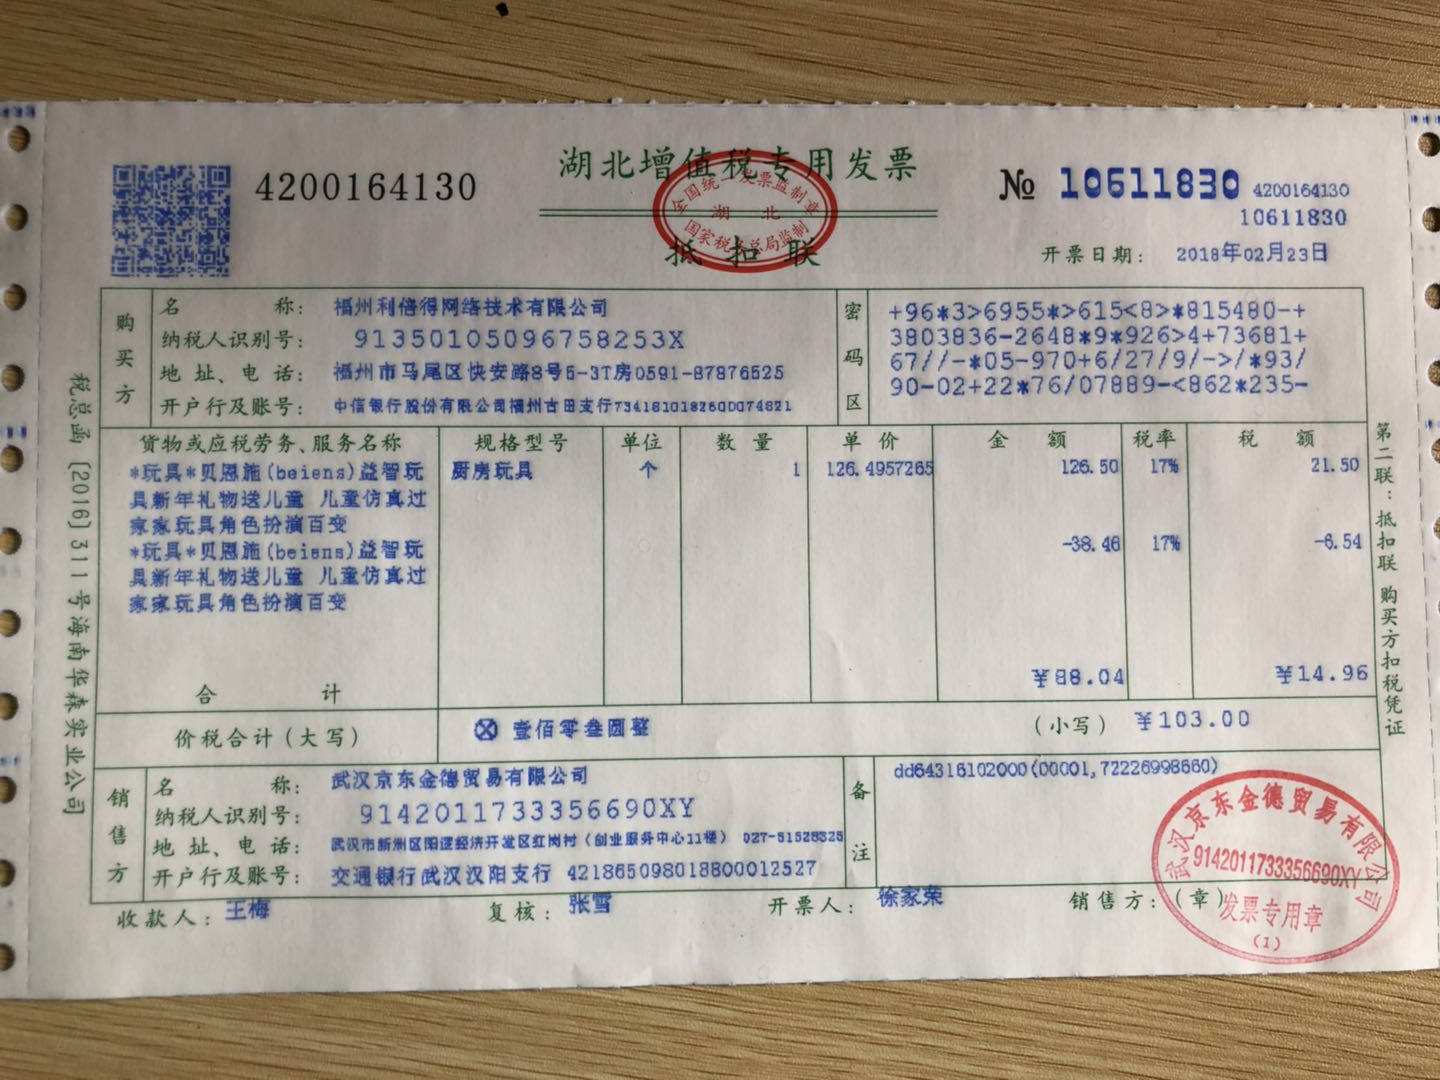 4200164130
湖北增值税专用发票
全国统一发票监制章
湖 北
国家税务总局监制
抵 扣 联
№ 10611830
4200164130
10611830
开票日期： 2018年02月23日
购买方
名 称： 福州利倍得网络技术有限公司
纳税人识别号： 91350105096758253X
地 址、电 话： 福州市马尾区快安路8号5-3T房0591-87876525
开户行及账号： 中信银行股份有限公司福州古田支行7341810182600074821
密码区
+96*3>6955*>615<8>*815480-+
3803836-2648*9*926>4+73681+
67//-*05-970+6/27/9/->/*93/
90-02+22*76/07889-<862*235-
货物或应税劳务、服务名称 规格型号 单位 数 量 单 价 金 额 税率 税 额
*玩具*贝恩施(beiens)益智玩 厨房玩具 个 1 126.4957265 126.50 17% 21.50
具新年礼物送儿童 儿童仿真过
家家玩具角色扮演百变
*玩具*贝恩施(beiens)益智玩 -38.46 17% -6.54
具新年礼物送儿童 儿童仿真过
家家玩具角色扮演百变
合 计 ￥88.04 ￥14.96
价税合计（大写） ⊗ 壹佰零叁圆整 （小写） ￥103.00
销售方
名 称： 武汉京东金德贸易有限公司
纳税人识别号： 9142011733356690XY
地 址、电 话： 武汉市新洲区阳逻经济开发区红岗村（创业服务中心11楼） 027-51528325
开户行及账号： 交通银行武汉汉阳支行 421865098018800012527
备注
dd64316102000(00001,72226998660)
收款人： 王梅 复核： 张雪 开票人： 徐家荣 销售方：（章）
武汉京东金德贸易有限公司
9142011733356690XY
发票专用章
(1)
税总函〔2016〕311号海南华森实业公司
第二联：抵扣联 购买方扣税凭证